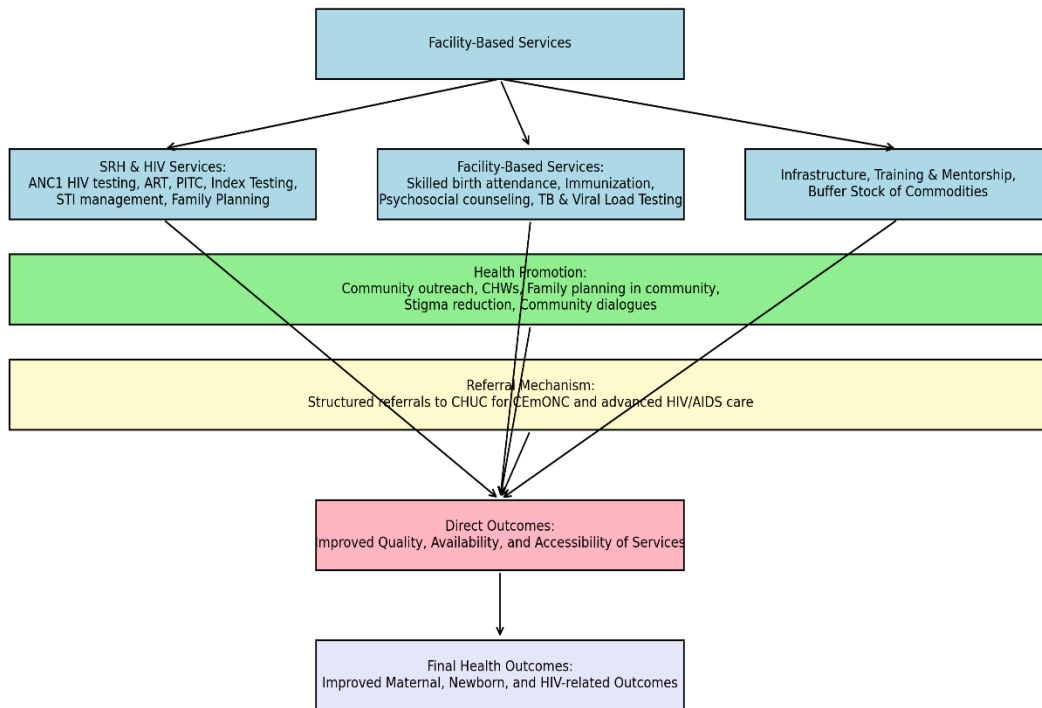 Facility-Based Services
SRH & HIV Services:
ANC1 HIV testing, ART, PITC, Index Testing,
STI management, Family Planning
Facility-Based Services:
Skilled birth attendance, Immunization,
Psychosocial counseling, TB & Viral Load Testing
Infrastructure, Training & Mentorship,
Buffer Stock of Commodities
Health Promotion:
Community outreach, CHWs, Family planning in community,
Stigma reduction, Community dialogues
Referral Mechanism:
Structured referrals to CHUC for CEmONC and advanced HIV/AIDS care
Direct Outcomes:
Improved Quality, Availability, and Accessibility of Services
Final Health Outcomes:
Improved Maternal, Newborn, and HIV-related Outcomes